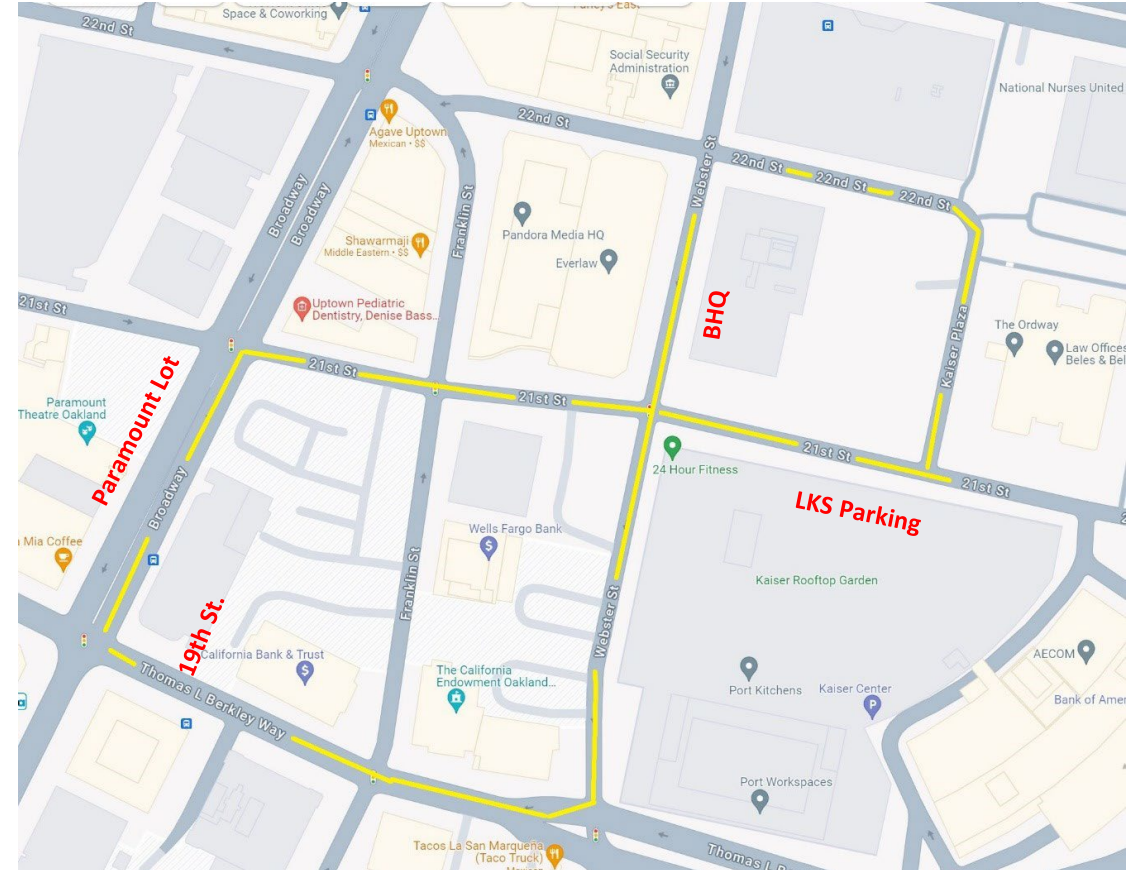 Space & Coworking
22nd St
Farley's East
Social Security
Administration
National Nurses United
22nd St
Agave Uptown
Mexican • $$
Webster St
22nd St
22nd St
22nd St
Broadway
Broadway
Franklin St
Pandora Media HQ
Everlaw
Shawarmaji
Middle Eastern • $$
21st St
Uptown Pediatric
Dentistry, Denise Bass...
BHQ
Kaiser Plaza
The Ordway
Law Offices
Beles & Bel
Paramount Lot
21st St
21st St
Paramount
Theatre Oakland
21st St
24 Hour Fitness
21st St
LKS Parking
Broadway
Wells Fargo Bank
a Mia Coffee
Franklin St
Kaiser Rooftop Garden
19th St.
California Bank & Trust
Webster St
AECOM
Thomas L Berkley Way
The California
Endowment Oakland...
Port Kitchens
Kaiser Center
P
Bank of Amer
Port Workspaces
Tacos La San Marqueña
(Taco Truck)
Thomas L B